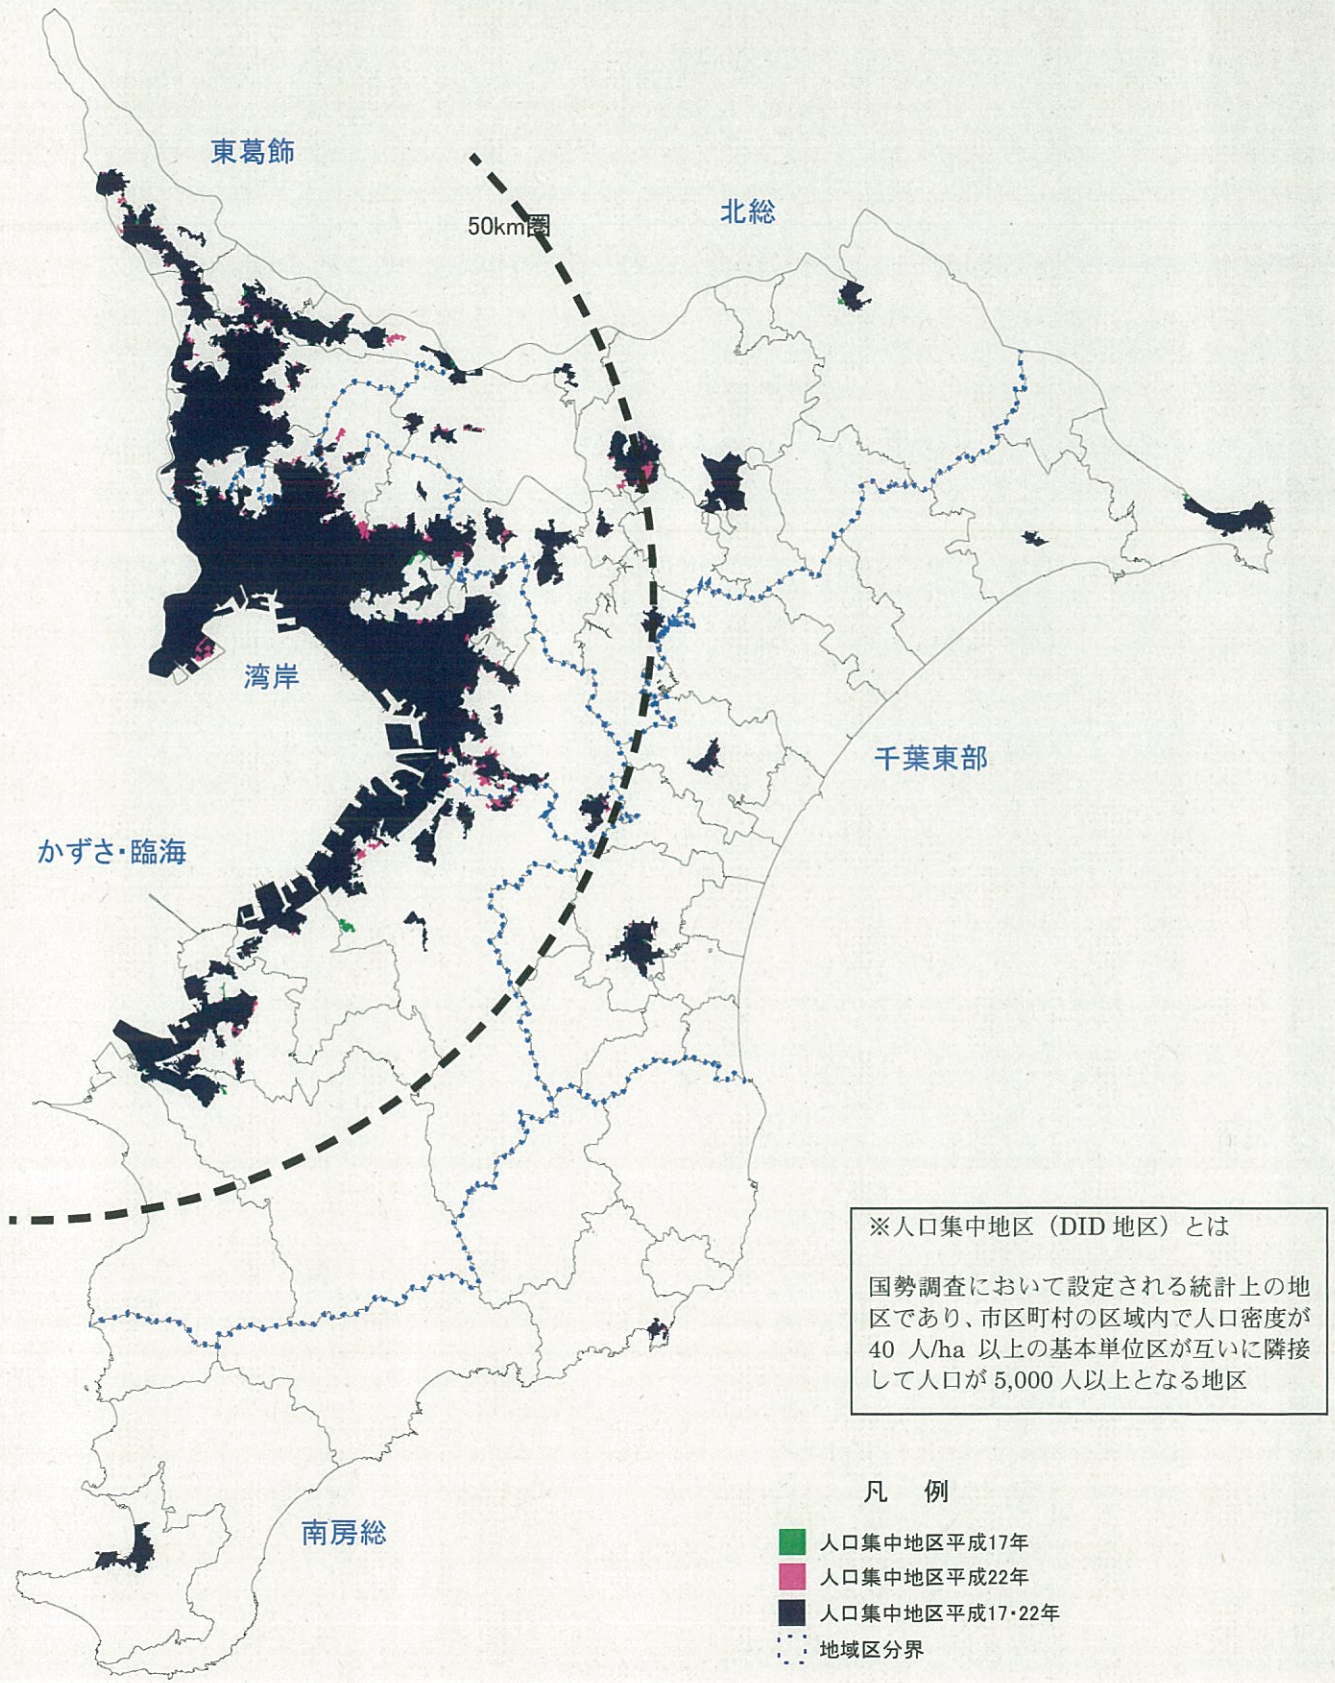 東葛飾
50km圏
北総
湾岸
千葉東部
かずさ・臨海
※人口集中地区（DID 地区）とは
国勢調査において設定される統計上の地
区であり、市区町村の区域内で人口密度が
40 人/ha 以上の基本単位区が互いに隣接
して人口が 5,000 人以上となる地区
南房総
凡 例
人口集中地区平成17年
人口集中地区平成22年
人口集中地区平成17・22年
地域区分界